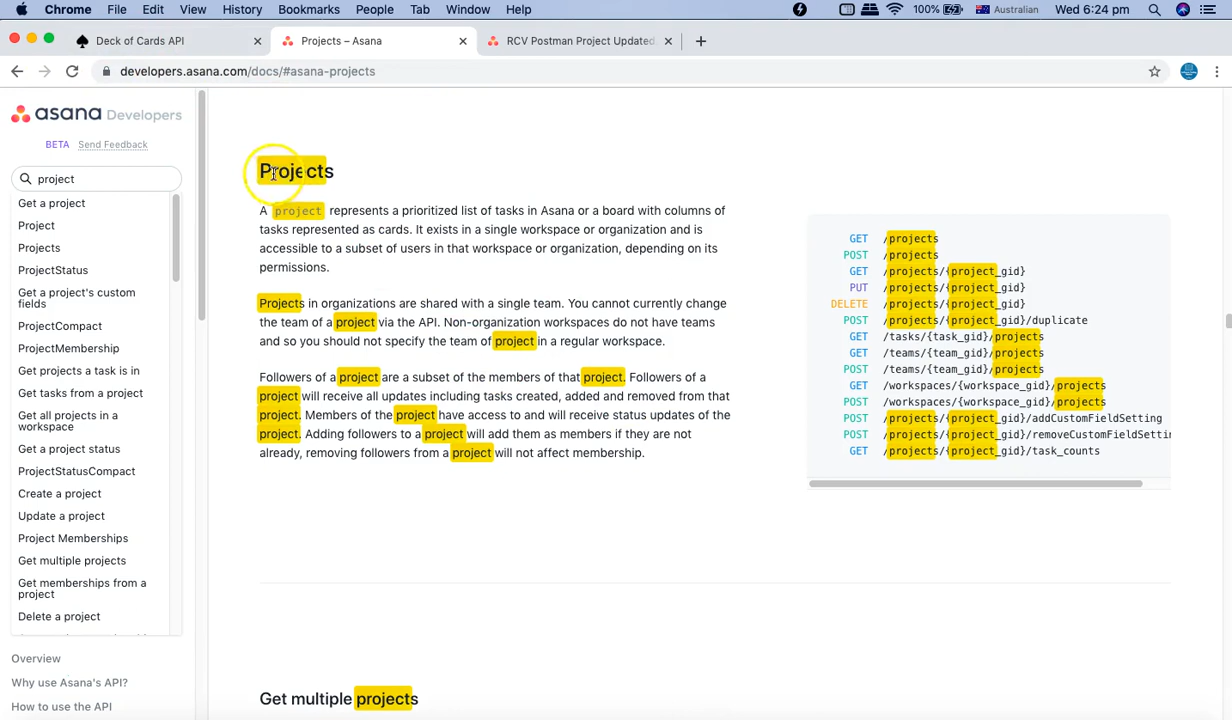 Chrome File Edit View History Bookmarks People Tab Window Help 100% Australian Wed 6:24 pm
Deck of Cards API
Projects – Asana
RCV Postman Project Updated,
developers.asana.com/docs/#asana-projects
asana Developers
BETA Send Feedback
project
Get a project
Project
Projects
ProjectStatus
Get a project's custom
fields
ProjectCompact
ProjectMembership
Get projects a task is in
Get tasks from a project
Get all projects in a
workspace
Get a project status
ProjectStatusCompact
Create a project
Update a project
Project Memberships
Get multiple projects
Get memberships from a
project
Delete a project
Overview
Why use Asana's API?
How to use the API
Projects
A project represents a prioritized list of tasks in Asana or a board with columns of
tasks represented as cards. It exists in a single workspace or organization and is
accessible to a subset of users in that workspace or organization, depending on its
permissions.
Projects in organizations are shared with a single team. You cannot currently change
the team of a project via the API. Non-organization workspaces do not have teams
and so you should not specify the team of project in a regular workspace.
Followers of a project are a subset of the members of that project. Followers of a
project will receive all updates including tasks created, added and removed from that
project. Members of the project have access to and will receive status updates of the
project. Adding followers to a project will add them as members if they are not
already, removing followers from a project will not affect membership.
GET /projects
POST /projects
GET /projects/{project_gid}
PUT /projects/{project_gid}
DELETE /projects/{project_gid}
POST /projects/{project_gid}/duplicate
GET /tasks/{task_gid}/projects
GET /teams/{team_gid}/projects
POST /teams/{team_gid}/projects
GET /workspaces/{workspace_gid}/projects
POST /workspaces/{workspace_gid}/projects
POST /projects/{project_gid}/addCustomFieldSetting
POST /projects/{project_gid}/removeCustomFieldSettin
GET /projects/{project_gid}/task_counts
Get multiple projects